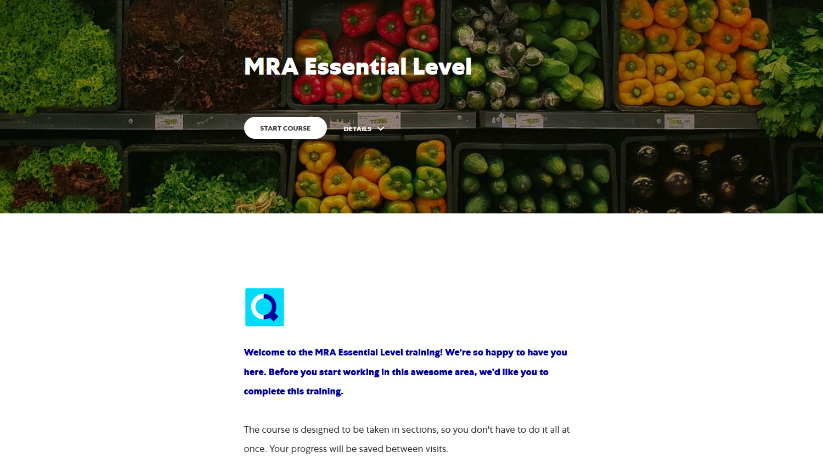 MRA Essential Level
START COURSE
DETAILS
Welcome to the MRA Essential Level training! We're so happy to have you
here. Before you start working in this awesome area, we'd like you to
complete this training.
The course is designed to be taken in sections, so you don't have to do it all at
once. Your progress will be saved between visits.